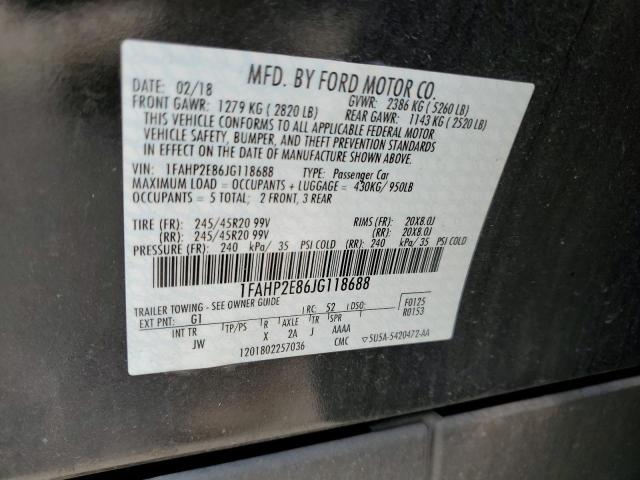 MFD. BY FORD MOTOR CO.
DATE: 02/18 GVWR: 2386 KG ( 5260 LB)
FRONT GAWR: 1279 KG ( 2820 LB) REAR GAWR: 1143 KG ( 2520 LB)
THIS VEHICLE CONFORMS TO ALL APPLICABLE FEDERAL MOTOR
VEHICLE SAFETY, BUMPER, AND THEFT PREVENTION STANDARDS
IN EFFECT ON THE DATE OF MANUFACTURE SHOWN ABOVE.
VIN: 1FAHP2E86JG118688 TYPE: Passenger Car
MAXIMUM LOAD = OCCUPANTS + LUGGAGE = 430KG/ 950LB
OCCUPANTS = 5 TOTAL; 2 FRONT, 3 REAR
TIRE (FR): 245/45R20 99V RIMS (FR): 20X8.0J
(RR): 245/45R20 99V (RR): 20X8.0J
PRESSURE (FR): 240 kPa/ 35 PSI COLD (RR): 240 kPa/ 35 PSI COLD
1FAHP2E86JG118688
TRAILER TOWING - SEE OWNER GUIDE
EXT PNT: G1 RC: 52 DSO: F0125
INT TR TP/PS R AXLE TR SPR R0153
JW X 2A J AAAA
1201802257036 CMC ▽5U5A-5420472-AA